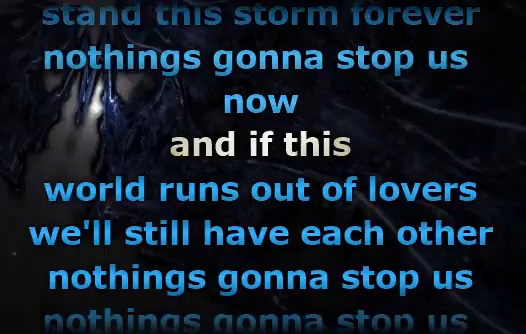 stand this storm forever
nothings gonna stop us
now
and if this
world runs out of lovers
we'll still have each other
nothings gonna stop us
nothings gonna stop us